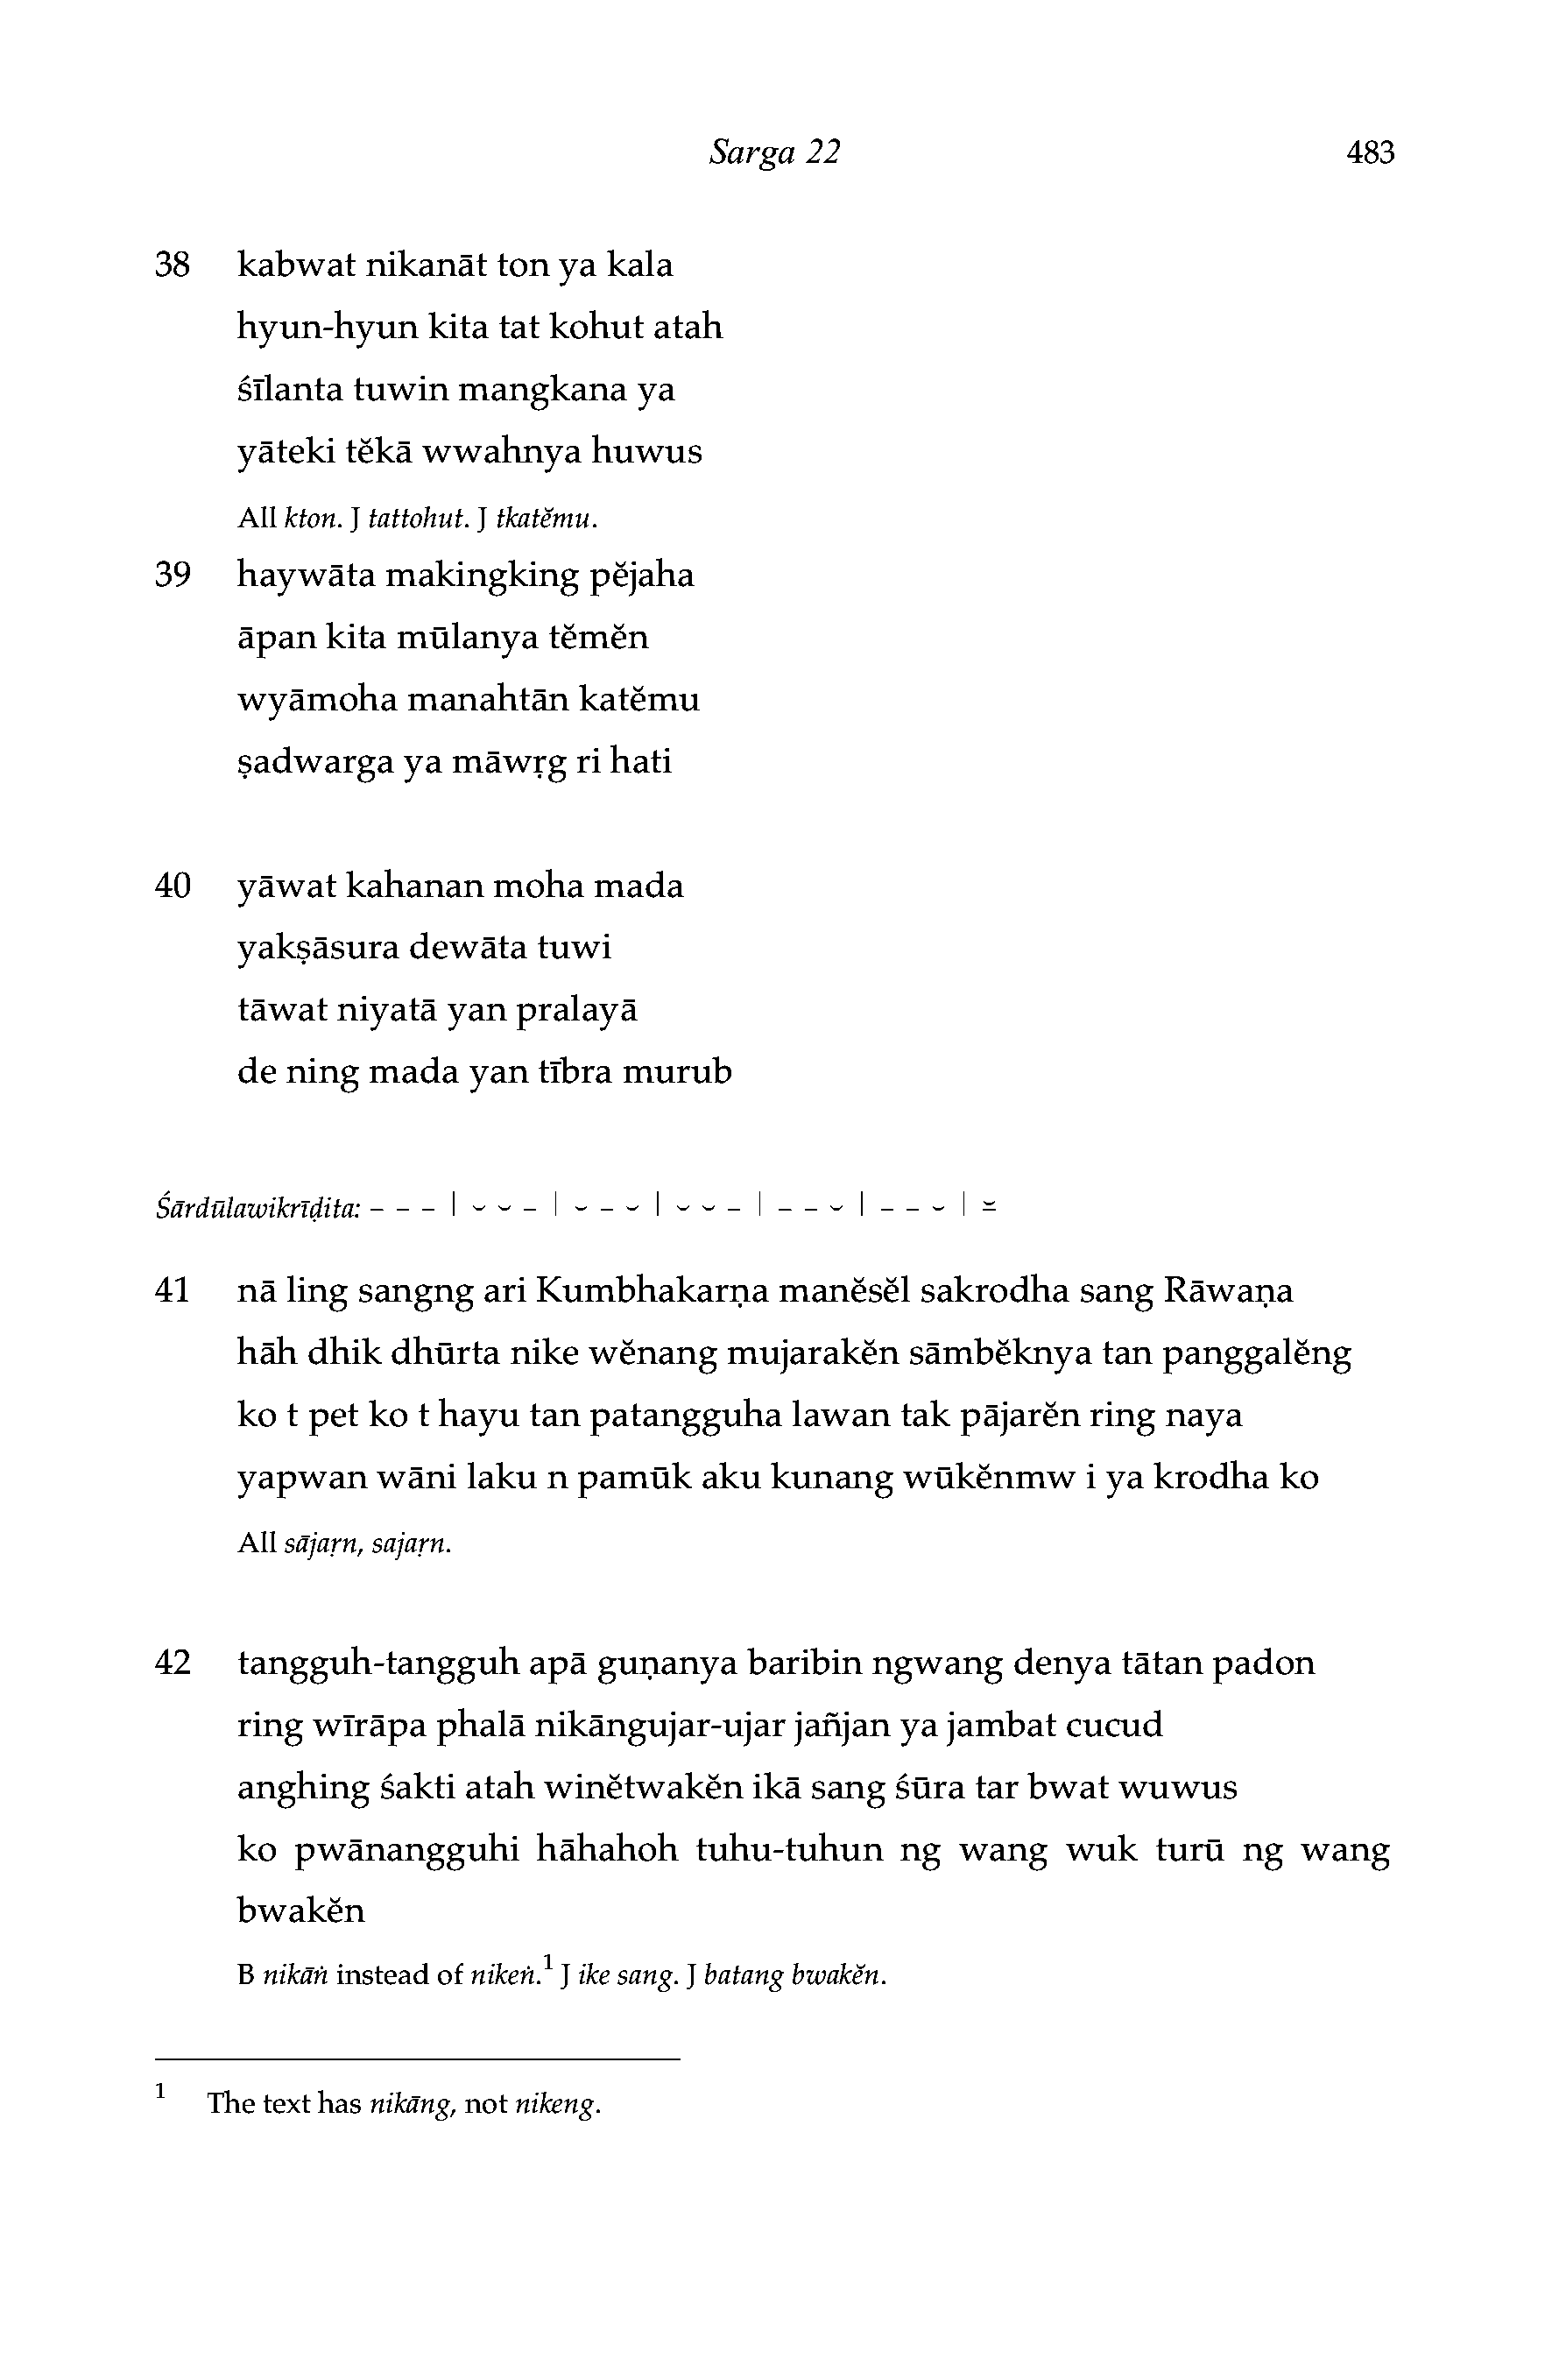 Sarga 22 483
38 kabwat nikanāt ton ya kala
hyun-hyun kita tat kohut atah
śīlanta tuwin mangkana ya
yāteki tĕkā wwahnya huwus
All kton. J tattohut. J tkatĕmu.
39 haywāta makingking pĕjaha
āpan kita mūlanya tĕmĕn
wyāmoha manahtān katĕmu
ṣadwarga ya māwṛg ri hati
40 yāwat kahanan moha mada
yakṣāsura dewāta tuwi
tāwat niyatā yan pralayā
de ning mada yan tību murub
Śārdūlawikrīḍita: – – – | ⏑ ⏑ – | ⏑ – ⏑ | ⏑ ⏑ – | – – ⏑ | – – ⏑ | ⏓
41 nā ling sangng ari Kumbhakarṇa manĕsĕl sakrodha sang Rāwaṇa
hāh dhik dhūrta nike wĕnang mujarakĕn sāmbĕknya tan panggalĕng
ko t pet ko t hayu tan patangguha lawan tak pājarĕn ring naya
yapwan wāni laku n pamūk aku kunang wūkĕnmw i ya krodha ko
All sājaṛn, sajaṛn.
42 tangguh-tangguh apā guṇanya baribin ngwang denya tātan padon
ring wīrāpa phalā nikāngujar-ujar jañjan ya jambat cucud
anghing śakti atah winĕtwakĕn ikā sang śūra tar bwat wuwus
ko pwānangguhi hāhahoh tuhu-tuhun ng wang wuk turū ng wang
bwakĕn
B nikāṅ instead of nikeṅ.1 J ike sang. J batang bwakĕn.
1 The text has nikāng, not nikeng.